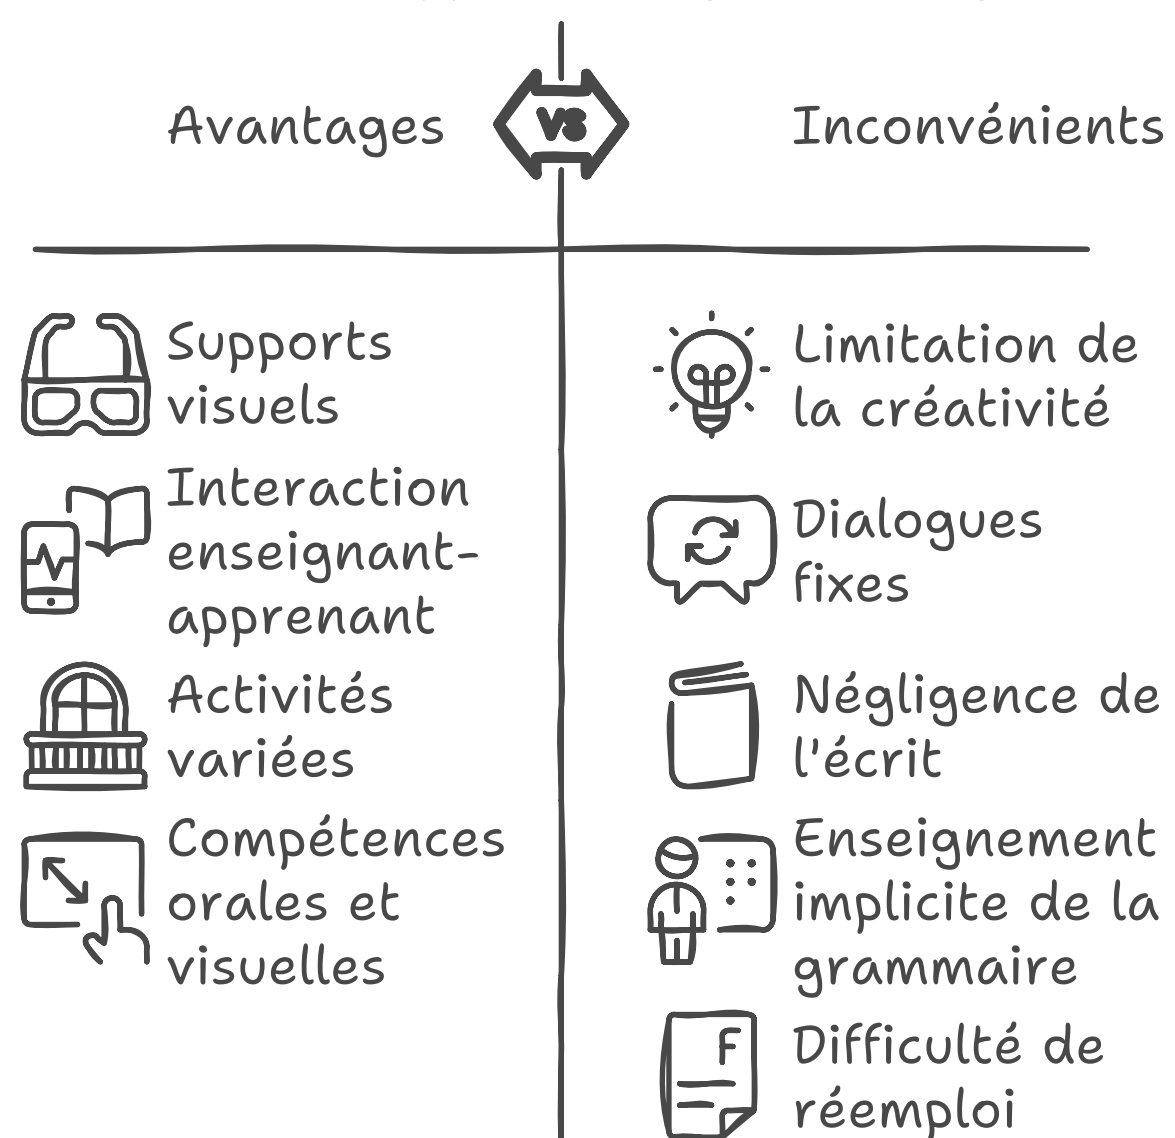 Avantages
VS
Inconvénients
Supports
visuels
Interaction
enseignant-
apprenant
Activités
variées
Compétences
orales et
visuelles
Limitation de
la créativité
Dialogues
fixes
Négligence de
l'écrit
Enseignement
implicite de la
grammaire
F
Difficulté de
réemploi